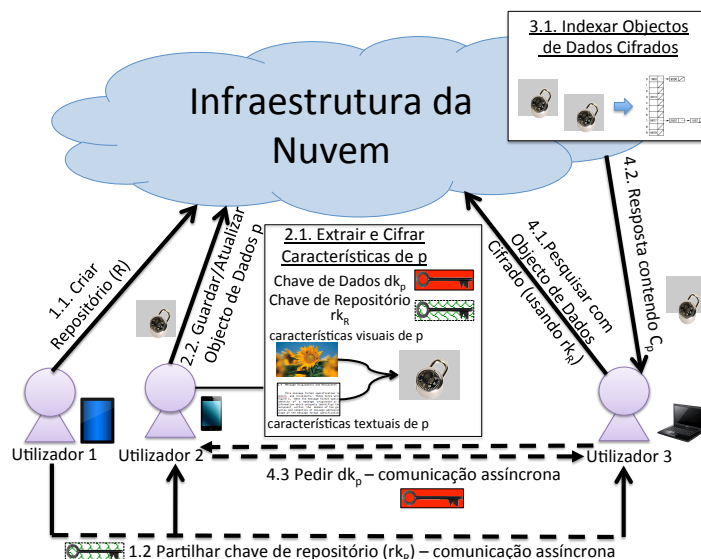 3.1. Indexar Objectos
de Dados Cifrados
Infraestrutura da
Nuvem
1.1. Criar
Repositório (R)
2.2. Guardar/Atualizar
Objecto de Dados p
2.1. Extrair e Cifrar
Características de p
Chave de Dados dkp
Chave de Repositório
rkR
características visuais de p
características textuais de p
4.1.Pesquisar com
Objecto de Dados
Cifrado (usando rkR)
4.2. Resposta contendo Cp
Utilizador 1
Utilizador 2
Utilizador 3
4.3 Pedir dkp – comunicação assíncrona
1.2 Partilhar chave de repositório (rkR) – comunicação assíncrona